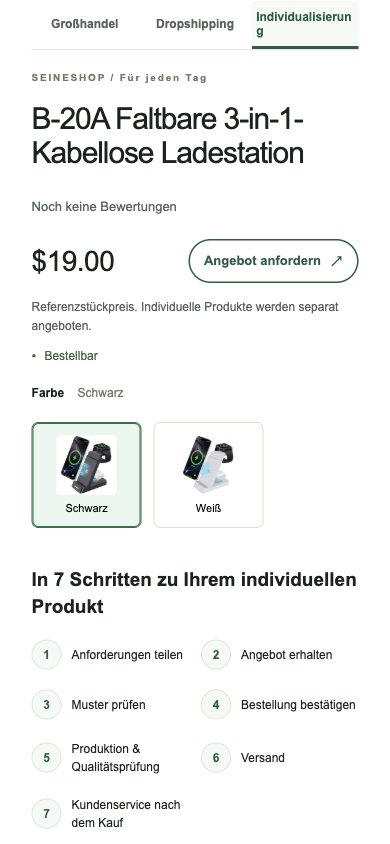 Großhandel
Dropshipping
Individualisierun
g
SEINESHOP / Für jeden Tag
B-20A Faltbare 3-in-1-
Kabellose Ladestation
Noch keine Bewertungen
$19.00
Angebot anfordern ↗
Referenzstückpreis. Individuelle Produkte werden separat
angeboten.
• Bestellbar
Farbe Schwarz
Schwarz
Weiß
In 7 Schritten zu Ihrem individuellen
Produkt
1 Anforderungen teilen
2 Angebot erhalten
3 Muster prüfen
4 Bestellung bestätigen
5 Produktion &
Qualitätsprüfung
6 Versand
7 Kundenservice nach
dem Kauf